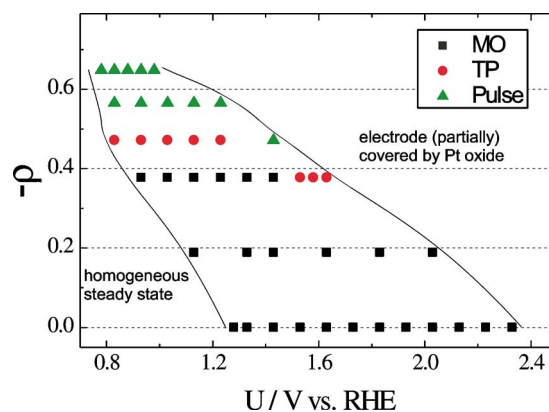 MO
TP
Pulse
electrode (partially)
covered by Pt oxide
homogeneous
steady state
-ρ
0.6
0.4
0.2
0.0
0.8
1.2
1.6
2.0
2.4
U / V vs. RHE